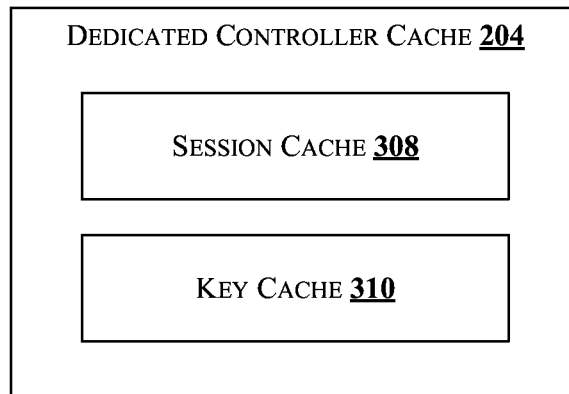 DEDICATED CONTROLLER CACHE 204
SESSION CACHE 308
KEY CACHE 310